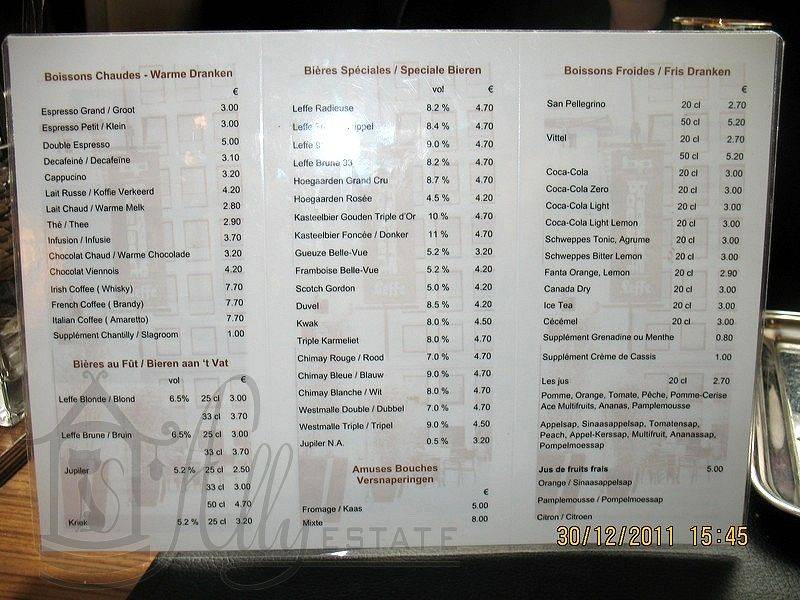 Boissons Chaudes - Warme Dranken
€
Espresso Grand / Groot 3.00
Espresso Petit / Klein 3.00
Double Espresso 5.00
Decafeiné / Decafeïne 3.10
Cappucino 3.20
Lait Russe / Koffie Verkeerd 4.20
Lait Chaud / Warme Melk 2.80
Thé / Thee 2.90
Infusion / Infusie 3.70
Chocolat Chaud / Warme Chocolade 3.20
Chocolat Viennois 4.20
Irish Coffee ( Whisky) 7.70
French Coffee ( Brandy) 7.70
Italian Coffee ( Amaretto) 7.70
Supplément Chantilly / Slagroom 1.00
Bières au Fût / Bieren aan 't Vat
vol €
Leffe Blonde / Blond 6.5% 25 cl 3.00
33 cl 3.70
Leffe Brune / Bruin 6.5% 25 cl 3.00
33 cl 3.70
Jupiler 5.2 % 25 cl 2.50
33 cl 3.00
50 cl 4.70
Kriek 5.2 % 25 cl 3.20
Bières Spéciales / Speciale Bieren
vol €
Leffe Radieuse 8.2 % 4.70
Leffe 8.4 % 4.70
Leffe 9 9.0 % 4.70
Leffe Brune 33 8.2 % 4.70
Hoegaarden Grand Cru 8.7 % 4.70
Hoegaarden Rosée 4.5 % 4.20
Kasteelbier Gouden Triple d'Or 10 % 4.70
Kasteelbier Foncée / Donker 11 % 4.70
Gueuze Belle-Vue 5.2 % 3.20
Framboise Belle-Vue 5.2 % 4.20
Scotch Gordon 5.0 % 4.20
Duvel 8.5 % 4.20
Kwak 8.0 % 4.50
Triple Karmeliet 8.0 % 4.70
Chimay Rouge / Rood 7.0 % 4.70
Chimay Bleue / Blauw 9.0 % 4.70
Chimay Blanche / Wit 8.0 % 4.70
Westmalle Double / Dubbel 7.0 % 4.70
Westmalle Triple / Tripel 9.0 % 4.50
Jupiler N.A. 0.5 % 3.20
Amuses Bouches
Versnaperingen
€
Fromage / Kaas 5.00
Mixte 8.00
Boissons Froides / Fris Dranken
€
San Pellegrino 20 cl 2.70
50 cl 5.20
Vittel 20 cl 2.70
50 cl 5.20
Coca-Cola 20 cl 3.00
Coca-Cola Zero 20 cl 3.00
Coca-Cola Light 20 cl 3.00
Coca-Cola Light Lemon 20 cl 3.00
Schweppes Tonic, Agrume 20 cl 3.00
Schweppes Bitter Lemon 20 cl 3.00
Fanta Orange, Lemon 20 cl 2.90
Canada Dry 20 cl 3.00
Ice Tea 20 cl 3.00
Cécémel 20 cl 3.00
Supplément Grenadine ou Menthe 0.80
Supplément Crème de Cassis 1.00
Les jus 20 cl 2.70
Pomme, Orange, Tomate, Pêche, Pomme-Cerise
Ace Multifruits, Ananas, Pamplemousse
Appelsap, Sinaasappelsap, Tomatensap,
Peach, Appel-Kerssap, Multifruit, Ananassap,
Pompelmoessap.
Jus de fruits frais 5.00
Orange / Sinaasappelsap
Pamplemousse / Pompelmoessap
Citron / Citroen
30/12/2011 15:45
Lilly
ESTATE